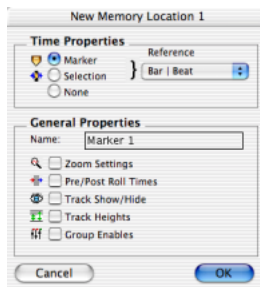 New Memory Location 1
Time Properties
Marker
Selection
None
Reference
Bar | Beat
General Properties
Name: Marker 1
Zoom Settings
Pre/Post Roll Times
Track Show/Hide
Track Heights
Group Enables
Cancel OK